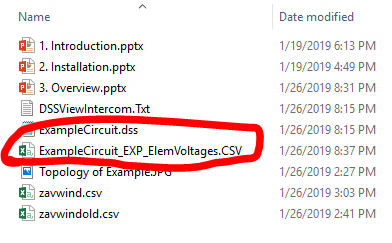 Name Date modified
1. Introduction.pptx 1/19/2019 6:13 PM
2. Installation.pptx 1/19/2019 4:49 PM
3. Overview.pptx 1/26/2019 8:31 PM
DSSViewIntercom.Txt 1/26/2019 8:15 PM
ExampleCircuit.dss 1/26/2019 8:15 PM
ExampleCircuit_EXP_ElemVoltages.CSV 1/26/2019 8:37 PM
Topology of Example.JPG 1/26/2019 2:27 PM
zavwind.csv 1/26/2019 3:03 PM
zavwindold.csv 1/26/2019 2:41 PM